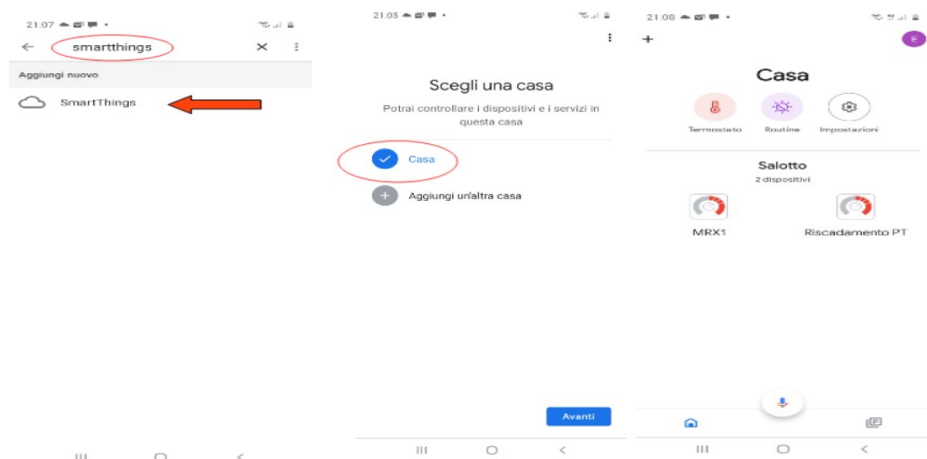 21:07
smartthings
Aggiungi nuovo
SmartThings
21:05
Scegli una casa
Potrai controllare i dispositivi e i servizi in
questa casa
Casa
Aggiungi un'altra casa
Avanti
21:08
E
Casa
Termostato Routine Impostazioni
Salotto
2 dispositivi
MRX1 Riscadamento PT